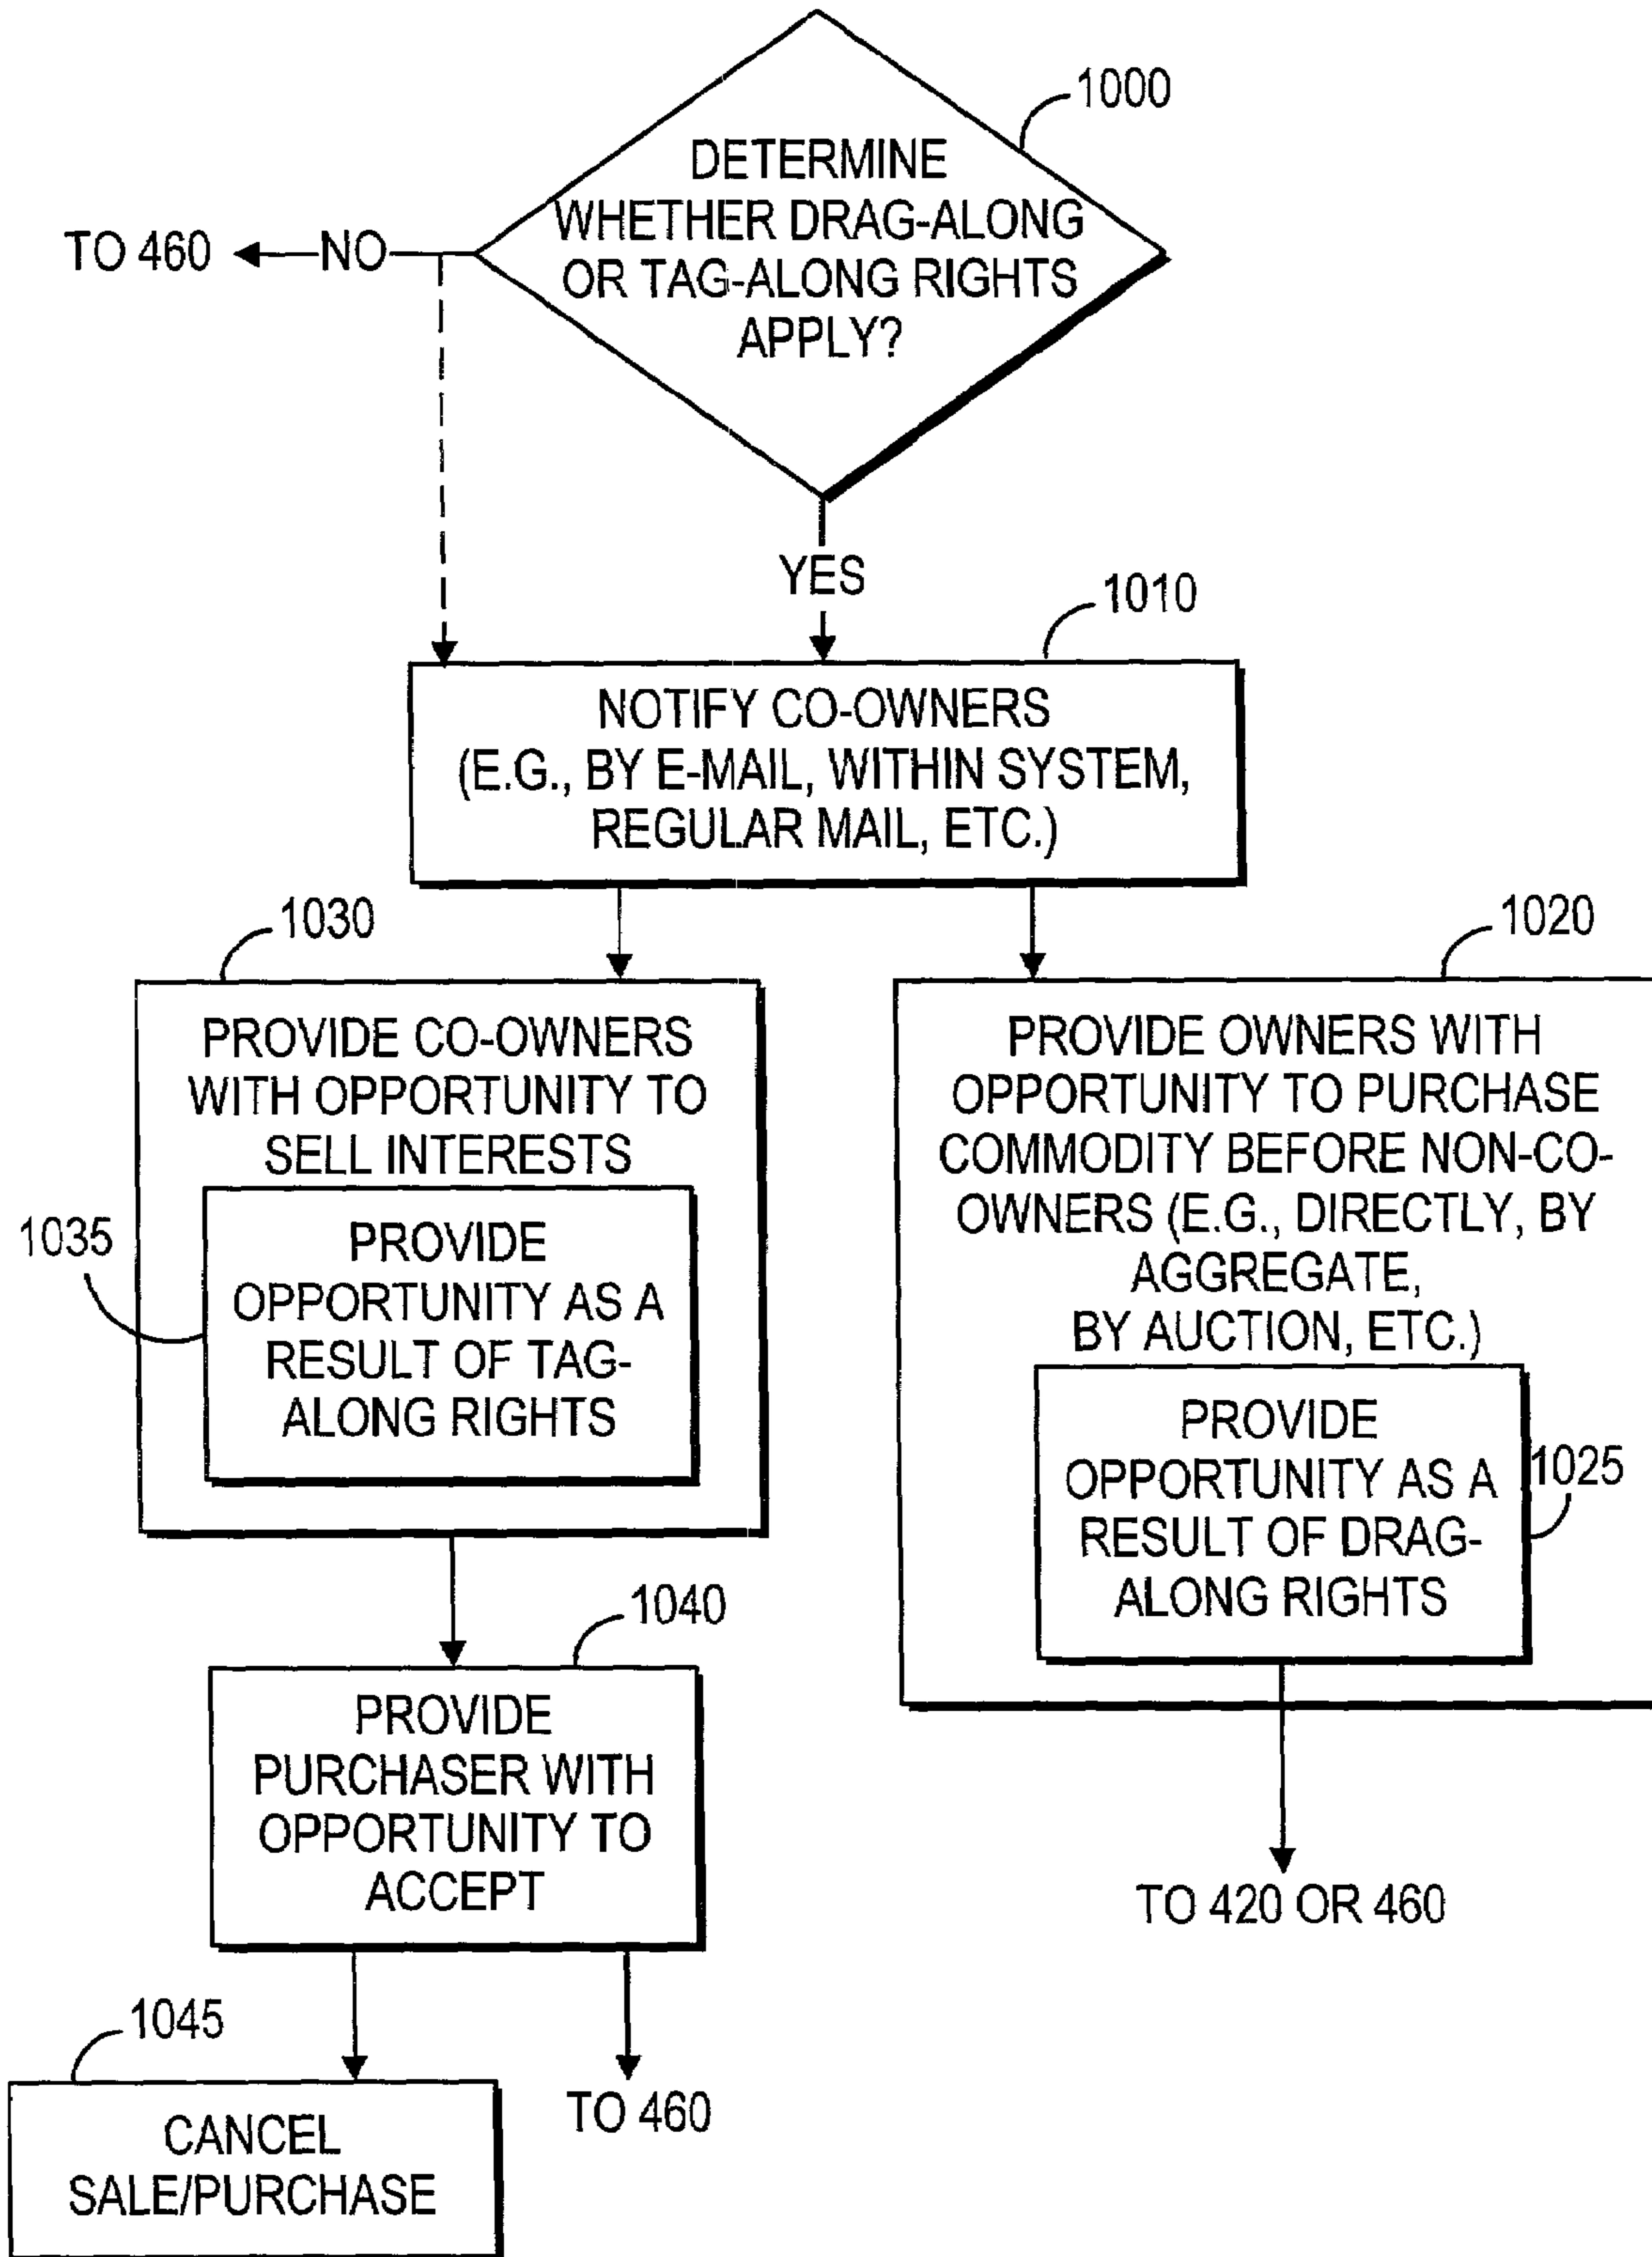 1000
DETERMINE
WHETHER DRAG-ALONG
OR TAG-ALONG RIGHTS
APPLY?
TO 460
NO
YES
1010
NOTIFY CO-OWNERS
(E.G., BY E-MAIL, WITHIN SYSTEM,
REGULAR MAIL, ETC.)
1030
PROVIDE CO-OWNERS
WITH OPPORTUNITY TO
SELL INTERESTS
1035
PROVIDE
OPPORTUNITY AS A
RESULT OF TAG-
ALONG RIGHTS
1020
PROVIDE OWNERS WITH
OPPORTUNITY TO PURCHASE
COMMODITY BEFORE NON-CO-
OWNERS (E.G., DIRECTLY, BY
AGGREGATE,
BY AUCTION, ETC.)
PROVIDE
OPPORTUNITY AS A
RESULT OF DRAG-
ALONG RIGHTS
1025
1040
PROVIDE
PURCHASER WITH
OPPORTUNITY TO
ACCEPT
TO 420 OR 460
1045
CANCEL
SALE/PURCHASE
TO 460